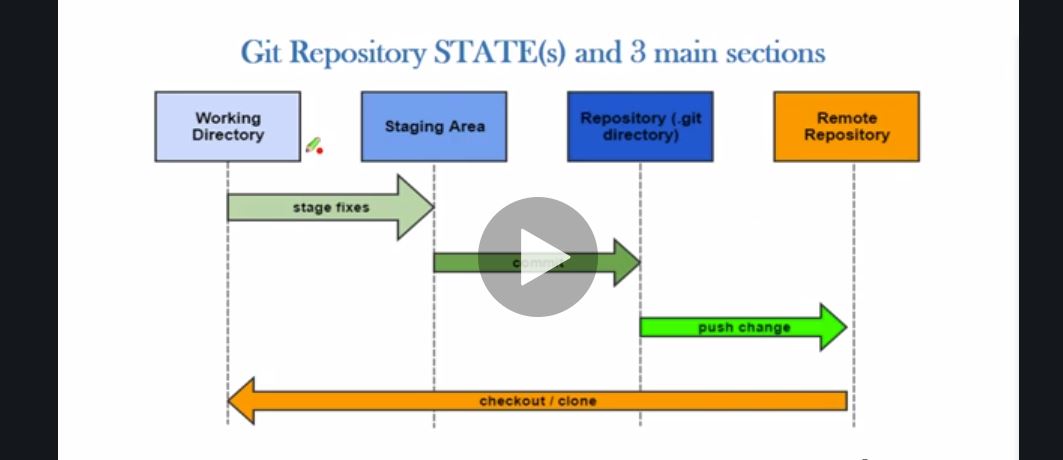 Git Repository STATE(s) and 3 main sections
Working
Directory
Staging Area
Repository (.git
directory)
Remote
Repository
stage fixes
commit
push change
checkout / clone